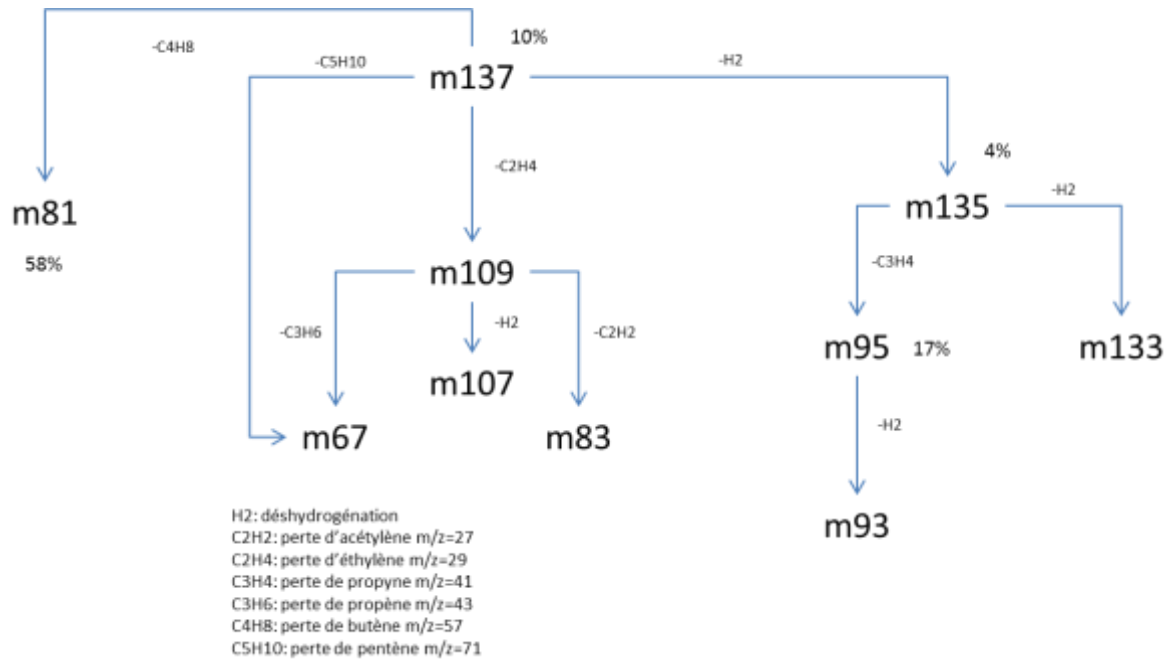 -C4H8
10%
-C5H10
-H2
m137
-C2H4
4%
m81
m135
-H2
58%
-C3H4
m109
-C3H6
-H2
-C2H2
m95
17%
m133
m107
m67
m83
-H2
m93
H2: déshydrogénation
C2H2: perte d'acétylène m/z=27
C2H4: perte d'éthylène m/z=29
C3H4: perte de propyne m/z=41
C3H6: perte de propène m/z=43
C4H8: perte de butène m/z=57
C5H10: perte de pentène m/z=71